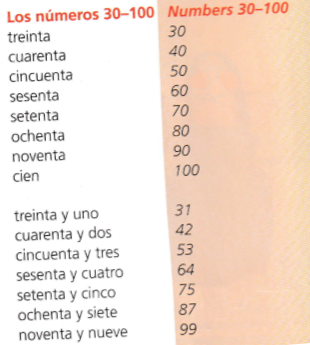 Los números 30–100 Numbers 30–100
treinta 30
cuarenta 40
cincuenta 50
sesenta 60
setenta 70
ochenta 80
noventa 90
cien 100
treinta y uno 31
cuarenta y dos 42
cincuenta y tres 53
sesenta y cuatro 64
setenta y cinco 75
ochenta y siete 87
noventa y nueve 99